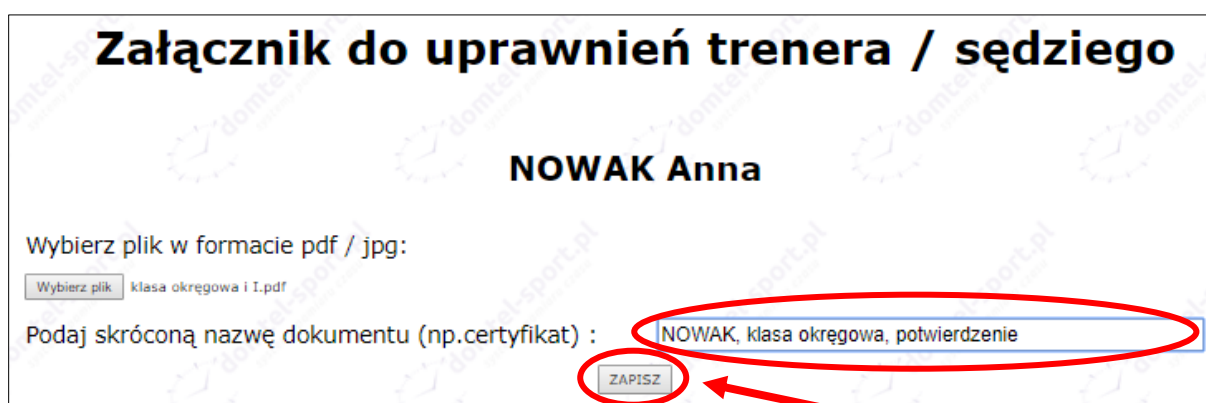 Załącznik do uprawnień trenera / sędziego
NOWAK Anna
Wybierz plik w formacie pdf / jpg:
Wybierz plik klasa okręgowa i I.pdf
Podaj skróconą nazwę dokumentu (np.certyfikat) : NOWAK, klasa okręgowa, potwierdzenie
ZAPISZ